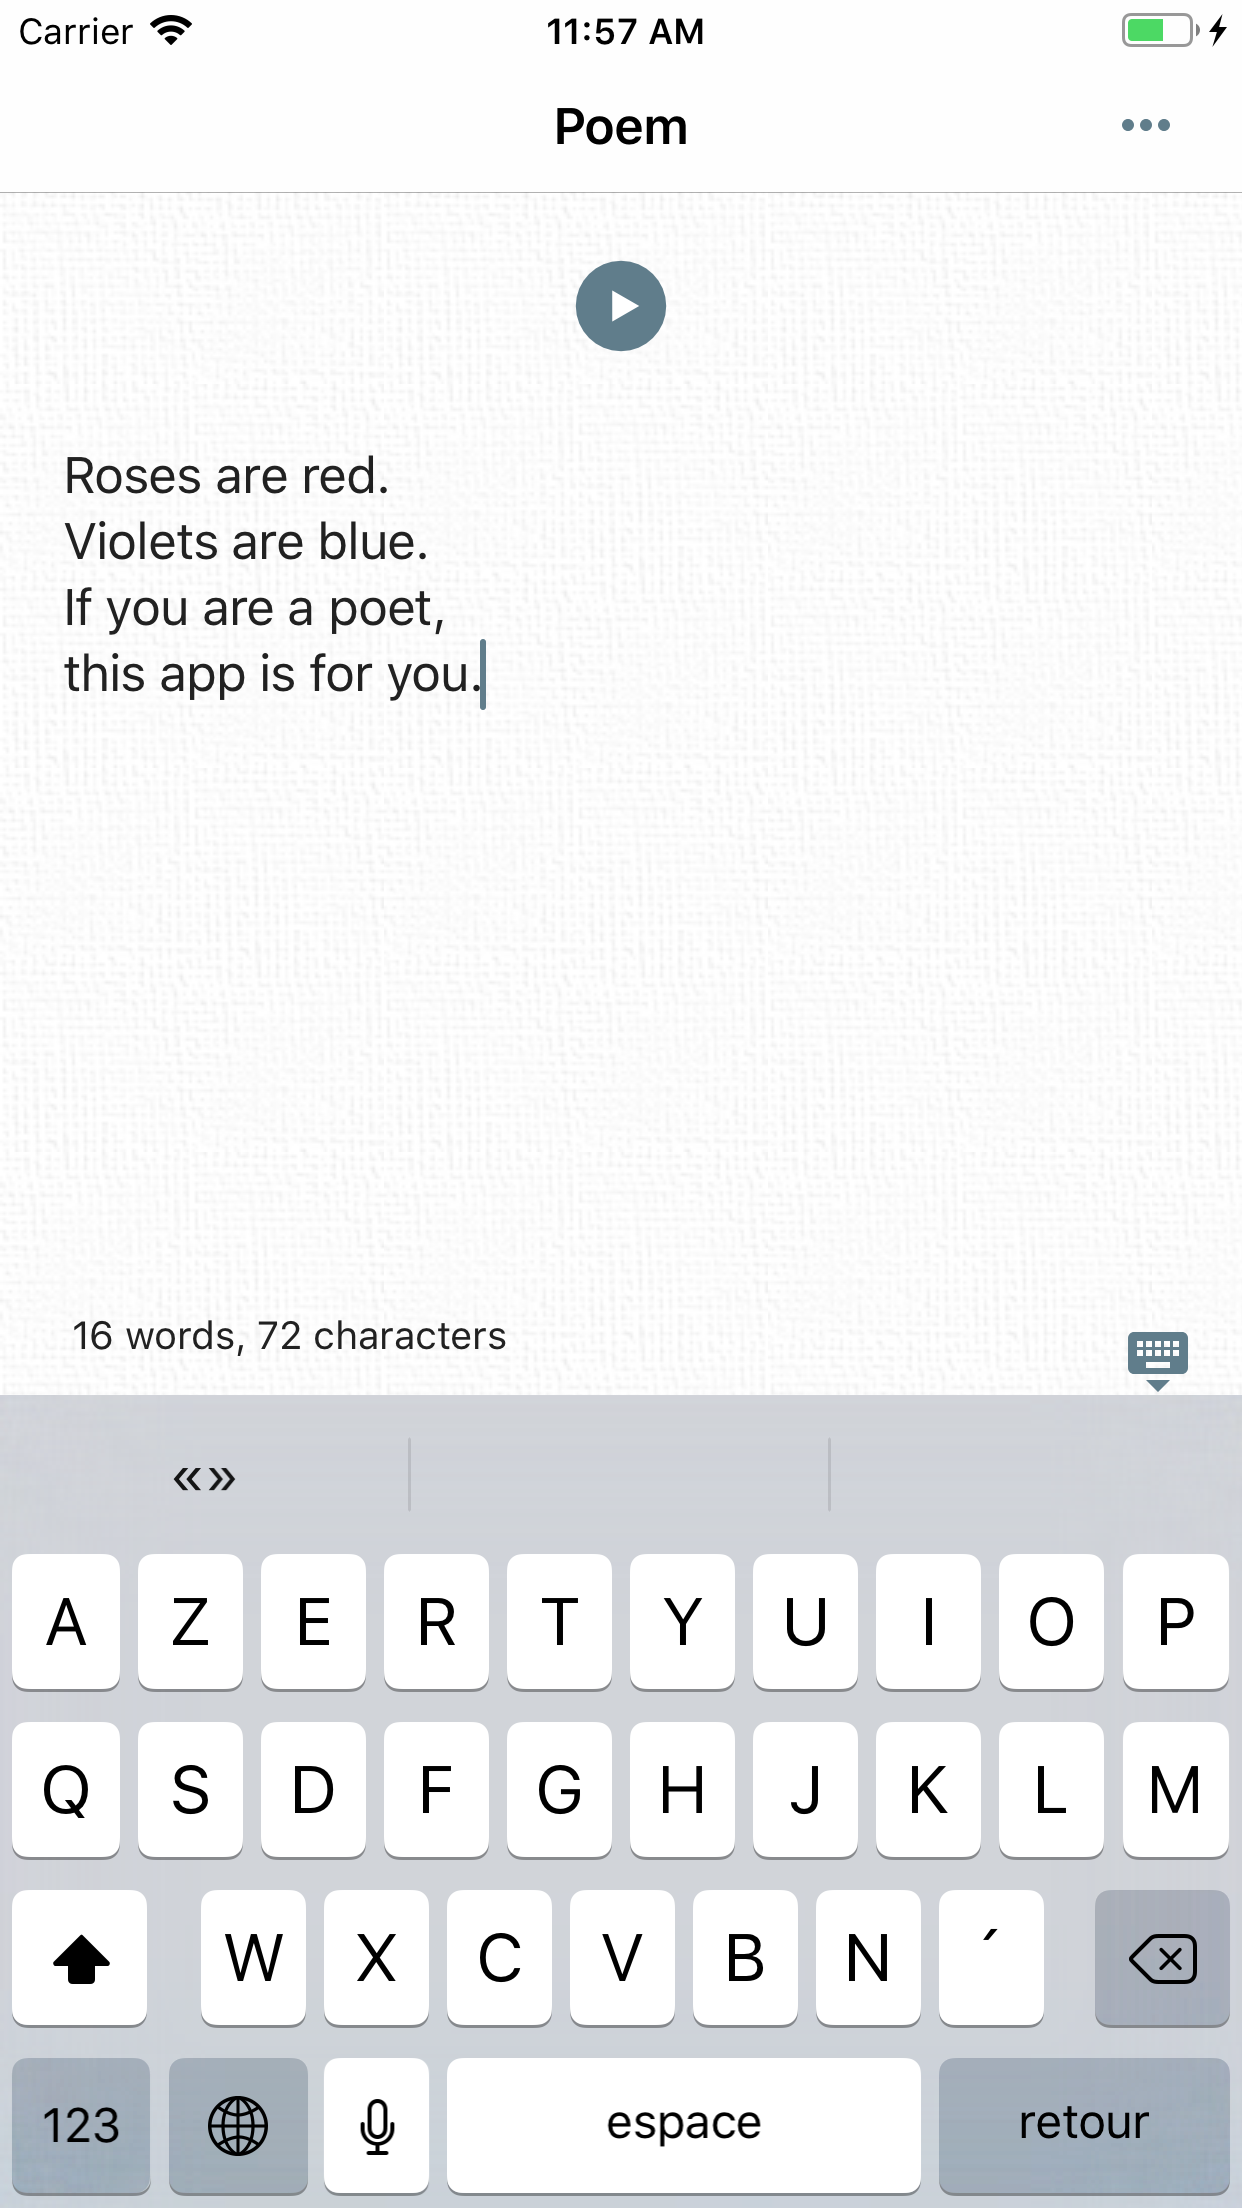 Carrier 11:57 AM
Poem
Roses are red.
Violets are blue.
If you are a poet,
this app is for you.
16 words, 72 characters
«»
A Z E R T Y U I O P
Q S D F G H J K L M
W X C V B N ´
123 espace retour